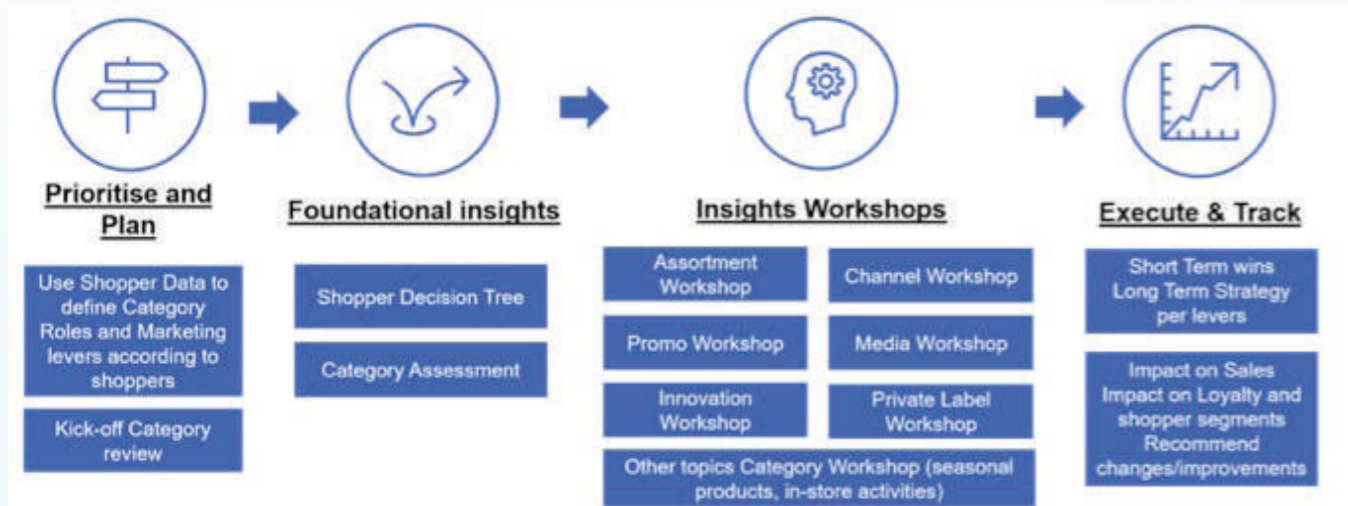 Prioritise and
Plan
Use Shopper Data to
define Category
Roles and Marketing
levers according to
shoppers
Kick-off Category
review
Foundational insights
Shopper Decision Tree
Category Assessment
Insights Workshops
Assortment
Workshop
Channel Workshop
Promo Workshop
Media Workshop
Innovation
Workshop
Private Label
Workshop
Other topics Category Workshop (seasonal
products, in-store activities)
Execute & Track
Short Term wins
Long Term Strategy
per levers
Impact on Sales
Impact on Loyalty and
shopper segments
Recommend
changes/improvements